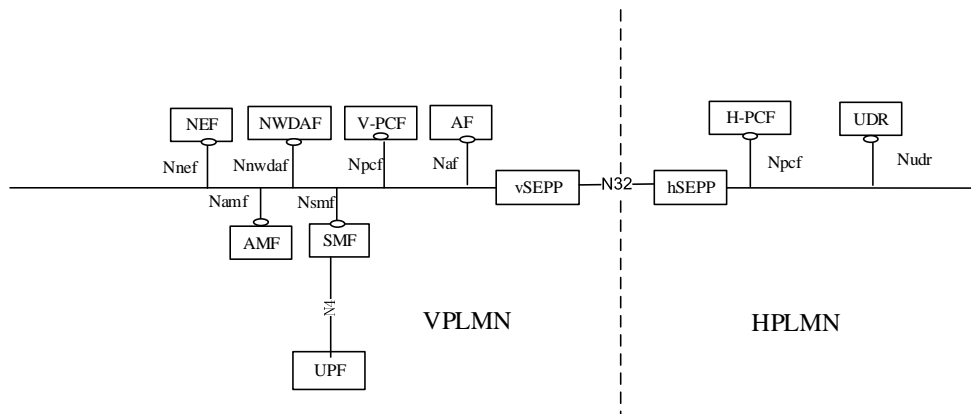 NEF
NWDAF
V-PCF
AF
H-PCF
UDR
Nnef
Nnwdaf
Npcf
Naf
Npcf
Nudr
vSEPP
N32
hSEPP
Namf
Nsmf
AMF
SMF
N4
VPLMN
HPLMN
UPF